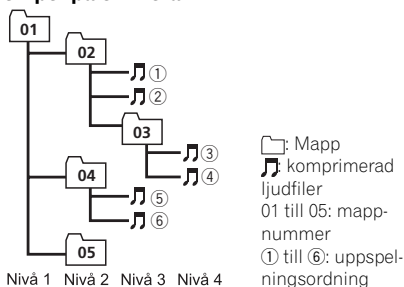 01
02
①
②
03
③
④
04
⑤
⑥
05
Nivå 1 Nivå 2 Nivå 3 Nivå 4
: Mapp
: komprimerad
ljudfiler
01 till 05: mapp-
nummer
① till ⑥: uppspel-
ningsordning